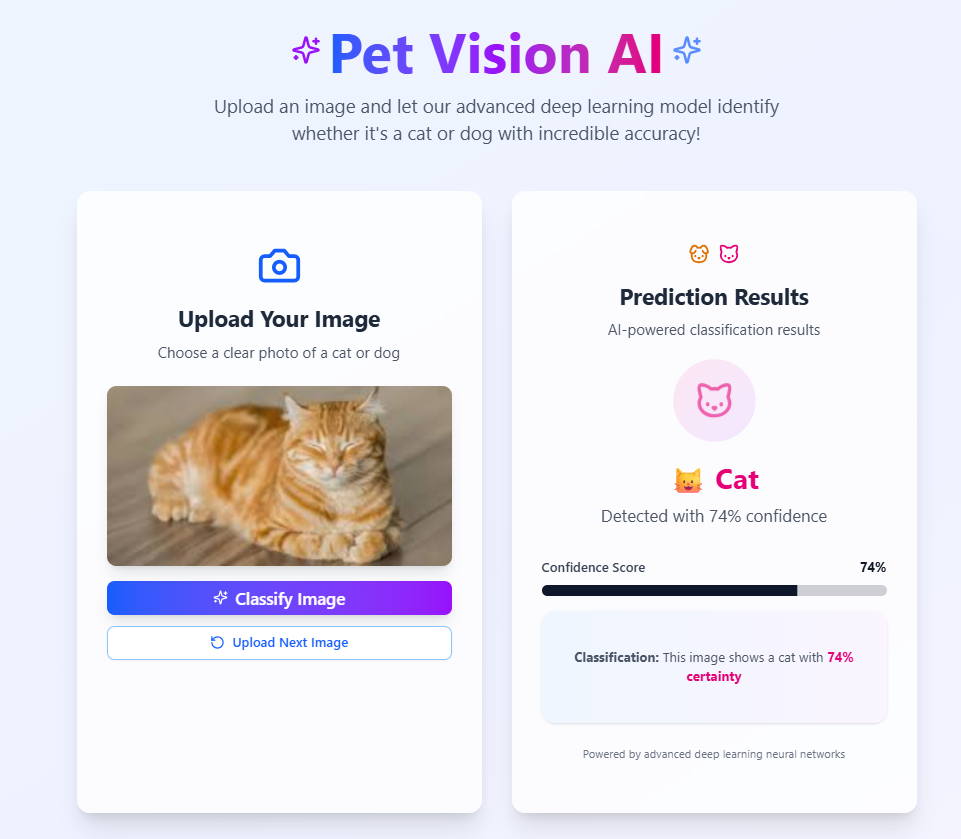 Pet Vision AI
Upload an image and let our advanced deep learning model identify
whether it's a cat or dog with incredible accuracy!
Upload Your Image
Choose a clear photo of a cat or dog
Classify Image
Upload Next Image
Prediction Results
AI-powered classification results
Cat
Detected with 74% confidence
Confidence Score 74%
Classification: This image shows a cat with 74%
certainty
Powered by advanced deep learning neural networks